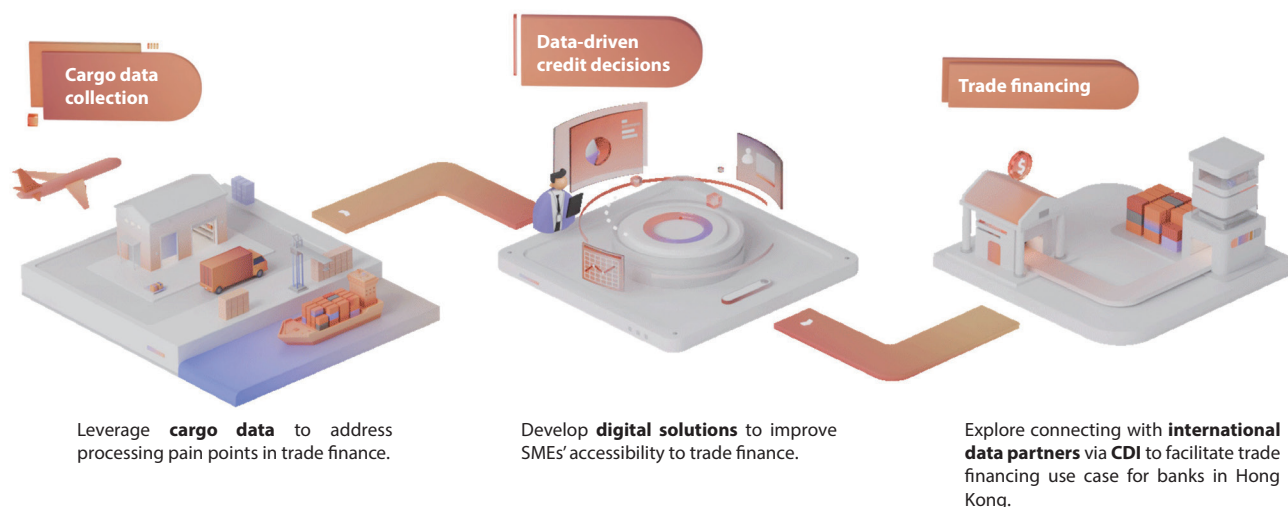 Cargo data
collection
Data-driven
credit decisions
Trade financing
Leverage cargo data to address
processing pain points in trade finance.
Develop digital solutions to improve
SMEs’ accessibility to trade finance.
Explore connecting with international
data partners via CDI to facilitate trade
financing use case for banks in Hong
Kong.